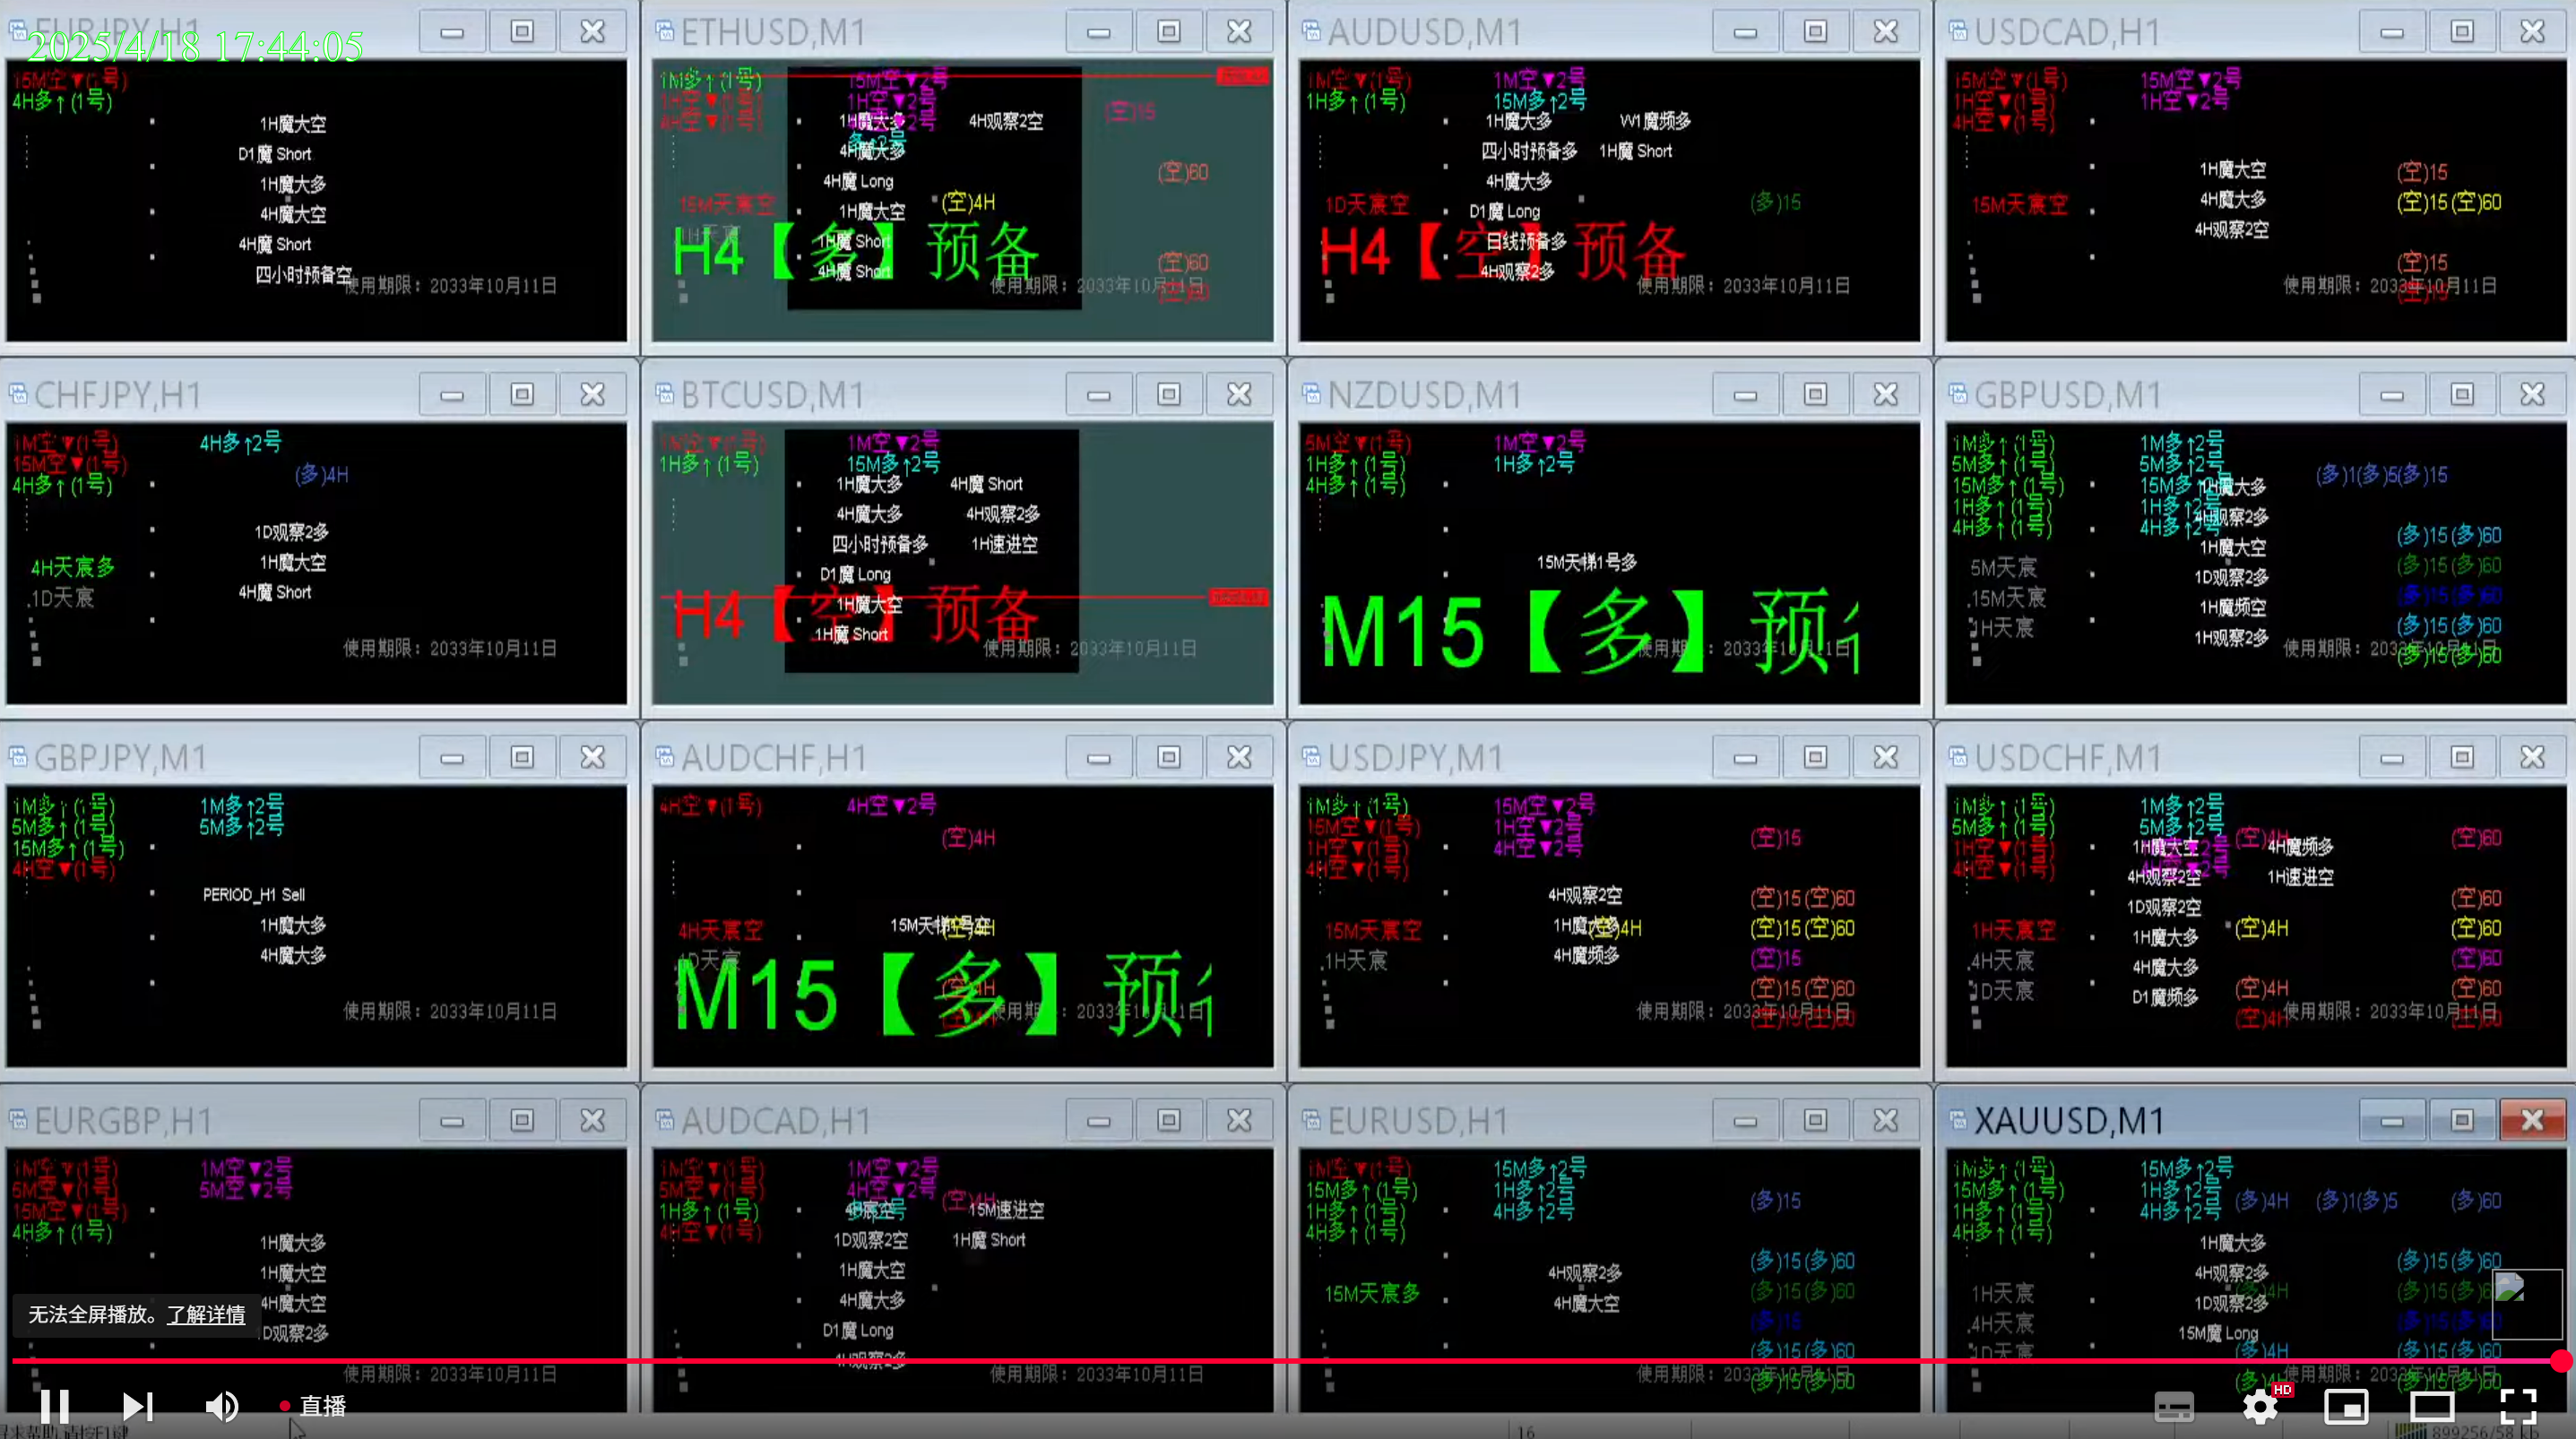 EURJPY,H1
2025/4/18 17:44:05
15M空▼(1号)
4H多↑(1号)
1H魔大空
D1魔 Short
1H魔大多
4H魔大空
4H魔 Short
四小时预备空
使用期限：2033年10月11日
ETHUSD,M1
1M多↑(1号)
1H空▼(1号)
4H空▼(1号)
15M空▼2号
1H空▼2号
1H魔大多
4H观察2空
(空)15
4H魔大多
4H魔 Long
(空)60
15M天宸空
1H魔大空
(空)4H
1H魔 Short
H4【多】预备
4H魔 Short
(空)60
使用期限：2033年10月11日
(空)60
AUDUSD,M1
1M空▼(1号)
1H多↑(1号)
1M空▼2号
15M多↑2号
1H魔大多
W1魔频多
四小时预备多
1H魔 Short
4H魔大多
1D天宸空
D1魔 Long
(多)15
日线预备多
H4【空】预备
4H观察2多
使用期限：2033年10月11日
USDCAD,H1
15M空▼(1号)
1H空▼(1号)
4H空▼(1号)
15M空▼2号
1H空▼2号
1H魔大空
(空)15
15M天宸空
4H魔大多
(空)15(空)60
4H观察2空
(空)15
使用期限：2033年10月11日
(空)15
CHFJPY,H1
1M空▼(1号)
15M空▼(1号)
4H多↑(1号)
4H多↑2号
(多)4H
1D观察2多
4H天宸多
1H魔大空
1D天宸
4H魔 Short
使用期限：2033年10月11日
BTCUSD,M1
1H多↑(1号)
1M空▼2号
15M多↑2号
1H魔大多
4H魔 Short
4H魔大多
4H观察2多
四小时预备多
1H速进空
D1魔 Long
1H魔大空
H4【空】预备
1H魔 Short
使用期限：2033年10月11日
NZDUSD,M1
5M空▼(1号)
1H多↑(1号)
4H多↑(1号)
1M空▼2号
1H多↑2号
15M天梯1号多
M15【多】预
使用期限：2033年10月11日
GBPUSD,M1
1M多↑(1号)
5M多↑(1号)
15M多↑(1号)
1H多↑(1号)
4H多↑(1号)
1M多↑2号
5M多↑2号
15M多↑2号
1H多↑2号
4H多↑2号
(多)1(多)5(多)15
1H魔大多
4H观察2多
1H魔大空
(多)15(多)60
5M天宸
1D观察2多
(多)15(多)60
15M天宸
1H魔频空
(多)15(多)60
1H天宸
1H观察2多
(多)15(多)60
使用期限：2033年10月11日
(多)15(多)60
GBPJPY,M1
1M多↑(1号)
5M多↑(1号)
15M多↑(1号)
4H空▼(1号)
1M多↑2号
5M多↑2号
PERIOD_H1 Sell
1H魔大多
4H魔大多
使用期限：2033年10月11日
AUDCHF,H1
4H空▼(1号)
4H空▼2号
(空)4H
4H天宸空
15M天梯1号空
(空)4H
1D天宸
M15【多】预
(空)4H
使用期限：2033年10月11日
(空)4H
USDJPY,M1
1M多↑(1号)
15M空▼(1号)
1H空▼(1号)
4H空▼(1号)
15M空▼2号
1H空▼2号
4H空▼2号
(空)15
4H观察2空
(空)15(空)60
15M天宸空
1H魔大多
(空)4H
(空)15(空)60
1H天宸
4H魔频多
(空)15
(空)15(空)60
使用期限：2033年10月11日
(空)15(空)60
USDCHF,M1
1M多↑(1号)
5M多↑(1号)
1H空▼(1号)
4H空▼(1号)
1M多↑2号
5M多↑2号
1H空▼2号
4H空▼2号
(空)4H
(空)60
1H魔大空
4H魔频多
4H观察2空
1H速进空
1D观察2空
(空)60
1H天宸空
1H魔大多
(空)4H
(空)60
4H天宸
4H魔大多
(空)60
1D天宸
D1魔频多
(空)4H
(空)60
使用期限：2033年10月11日
(空)4H
(空)60
EURGBP,H1
1M空▼(1号)
5M空▼(1号)
15M空▼(1号)
4H多↑(1号)
1M空▼2号
5M空▼2号
1H魔大多
1H魔大空
4H魔大空
1D观察2多
使用期限：2033年10月11日
AUDCAD,H1
1M空▼(1号)
5M空▼(1号)
1H多↑(1号)
4H空▼(1号)
1M空▼2号
4H空▼2号
(空)4H
15M速进空
1D观察2空
1H魔 Short
1H魔大空
4H魔大多
D1魔 Long
4H观察2多
使用期限：2033年10月11日
EURUSD,H1
1M空▼(1号)
15M多↑(1号)
1H多↑(1号)
4H多↑(1号)
15M多↑2号
1H多↑2号
4H多↑2号
(多)15
(多)15(多)60
4H观察2多
15M天宸多
4H魔大空
(多)15(多)60
(多)15
(多)15(多)60
使用期限：2033年10月11日
(多)15(多)60
XAUUSD,M1
1M多↑(1号)
15M多↑(1号)
1H多↑(1号)
4H多↑(1号)
15M多↑2号
1H多↑2号
4H多↑2号
(多)4H
(多)1(多)5
(多)60
1H魔大多
(多)15(多)60
4H观察2多
1H天宸
(多)4H
1D观察2多
4H天宸
15M魔 Long
1D天宸
(多)4H
(多)15(多)60
使用期限：2033年10月11日
无法全屏播放。了解详情
直播
HD
16
899256/58 kb